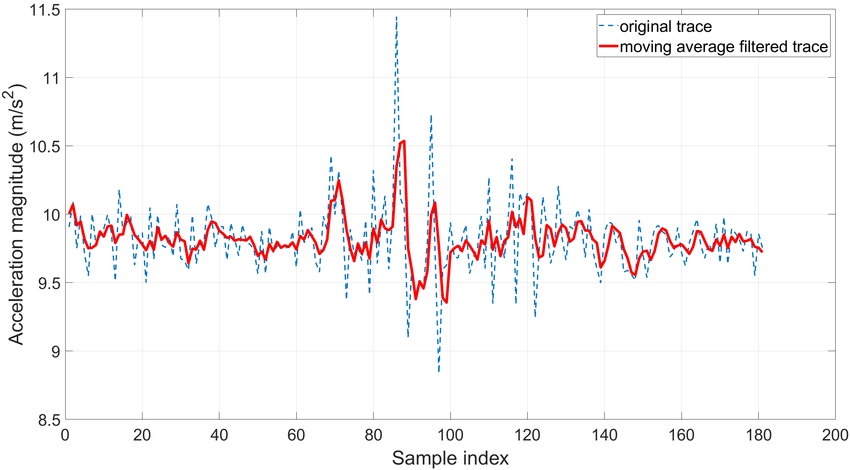 11.5
11
10.5
10
9.5
9
8.5
Acceleration magnitude (m/s²)
original trace
moving average filtered trace
0 20 40 60 80 100 120 140 160 180 200
Sample index